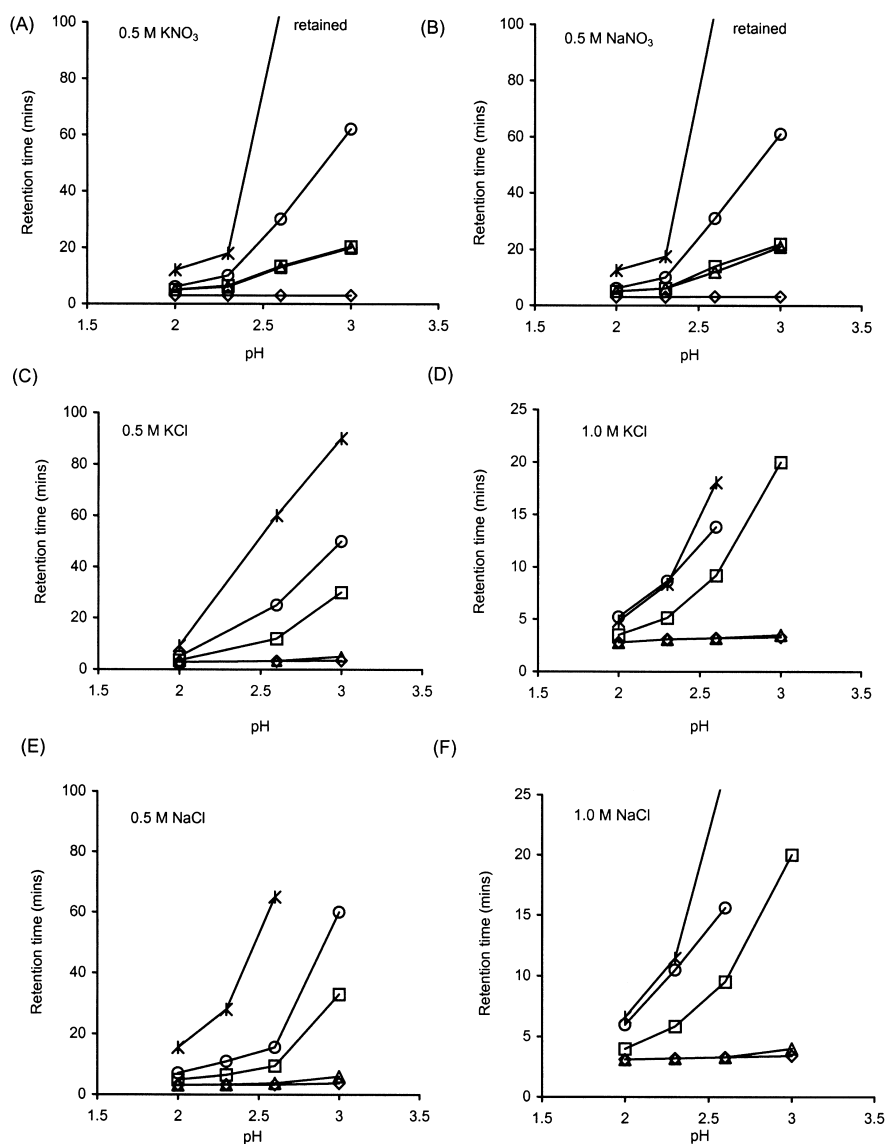 (A)
0.5 M KNO₃
retained
Retention time (mins)
100
80
60
40
20
0
1.5
2
2.5
3
3.5
pH
(B)
0.5 M NaNO₃
retained
Retention time (mins)
100
80
60
40
20
0
1.5
2
2.5
3
3.5
pH
(C)
0.5 M KCl
Retention time (mins)
100
80
60
40
20
0
1.5
2
2.5
3
3.5
pH
(D)
1.0 M KCl
Retention time (mins)
25
20
15
10
5
0
1.5
2
2.5
3
3.5
pH
(E)
0.5 M NaCl
Retention time (mins)
100
80
60
40
20
0
1.5
2
2.5
3
3.5
pH
(F)
1.0 M NaCl
Retention time (mins)
25
20
15
10
5
0
1.5
2
2.5
3
3.5
pH